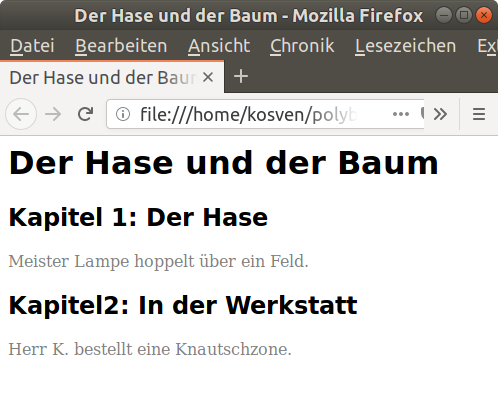 Der Hase und der Baum - Mozilla Firefox
Datei Bearbeiten Ansicht Chronik Lesezeichen Ex
Der Hase und der Baum
file:///home/kosven/polyb
Der Hase und der Baum
Kapitel 1: Der Hase
Meister Lampe hoppelt über ein Feld.
Kapitel2: In der Werkstatt
Herr K. bestellt eine Knautschzone.